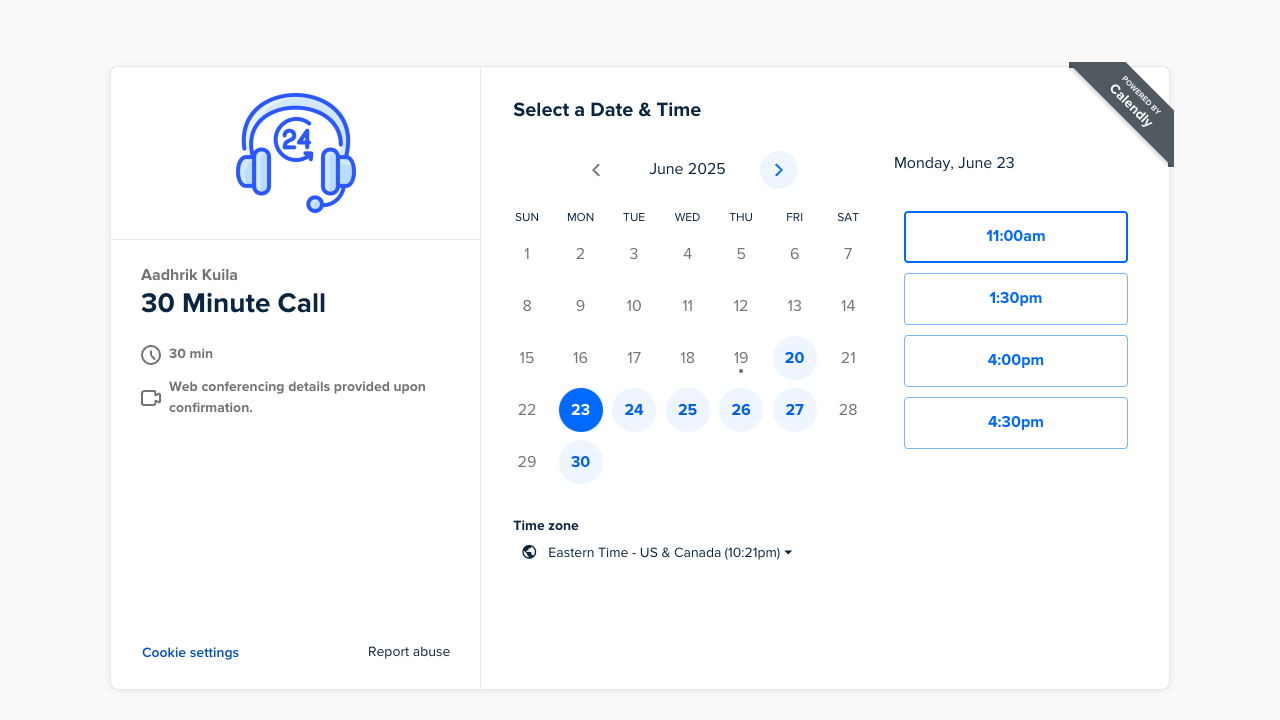 24
Aadhrik Kuila
30 Minute Call
30 min
Web conferencing details provided upon
confirmation.
Cookie settings
Report abuse
Select a Date & Time
June 2025
SUN MON TUE WED THU FRI SAT
1 2 3 4 5 6 7
8 9 10 11 12 13 14
15 16 17 18 19 20 21
22 23 24 25 26 27 28
29 30
Time zone
Eastern Time - US & Canada (10:21pm)
Monday, June 23
11:00am
1:30pm
4:00pm
4:30pm
POWERED BY
Calendly